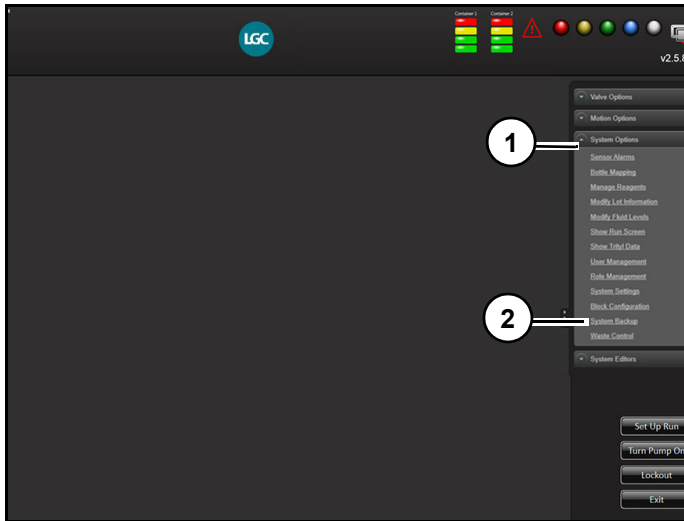 Container 1
Container 2
LGC
v2.5.8
Valve Options
Motion Options
1
System Options
Sensor Alarms
Bottle Mapping
Manage Reagents
Modify Lot Information
Modify Fluid Levels
Show Run Screen
Show Trityl Data
User Management
Role Management
System Settings
Block Configuration
2
System Backup
Waste Control
System Editors
Set Up Run
Turn Pump On
Lockout
Exit